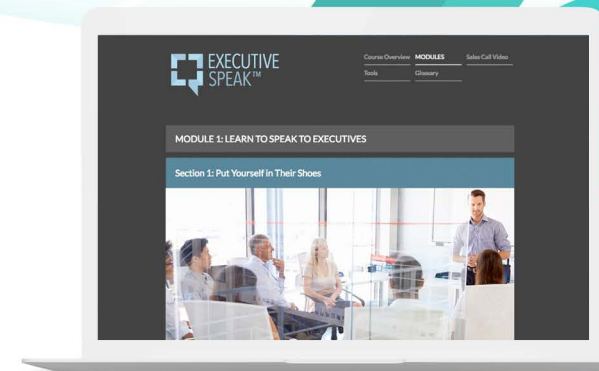 EXECUTIVE
SPEAK™
Course Overview MODULES Sales Call Video
Tools Glossary
MODULE 1: LEARN TO SPEAK TO EXECUTIVES
Section 1: Put Yourself in Their Shoes